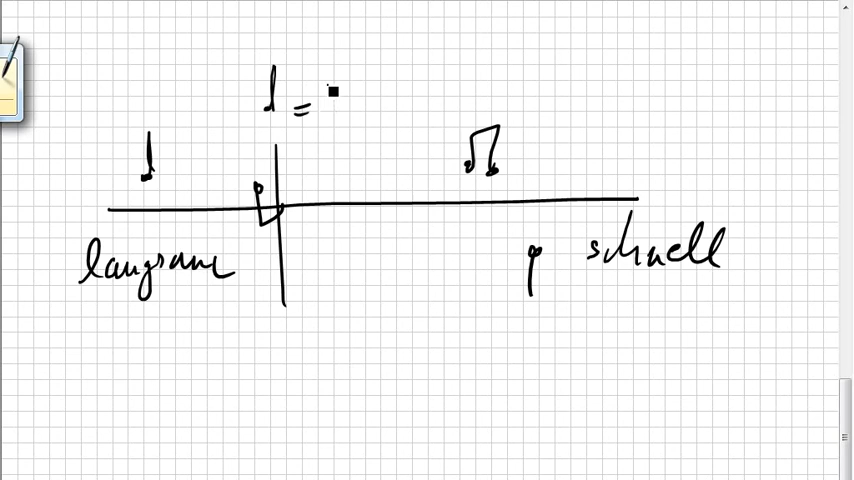 ♩ =
♩ ♫
langsam schnell